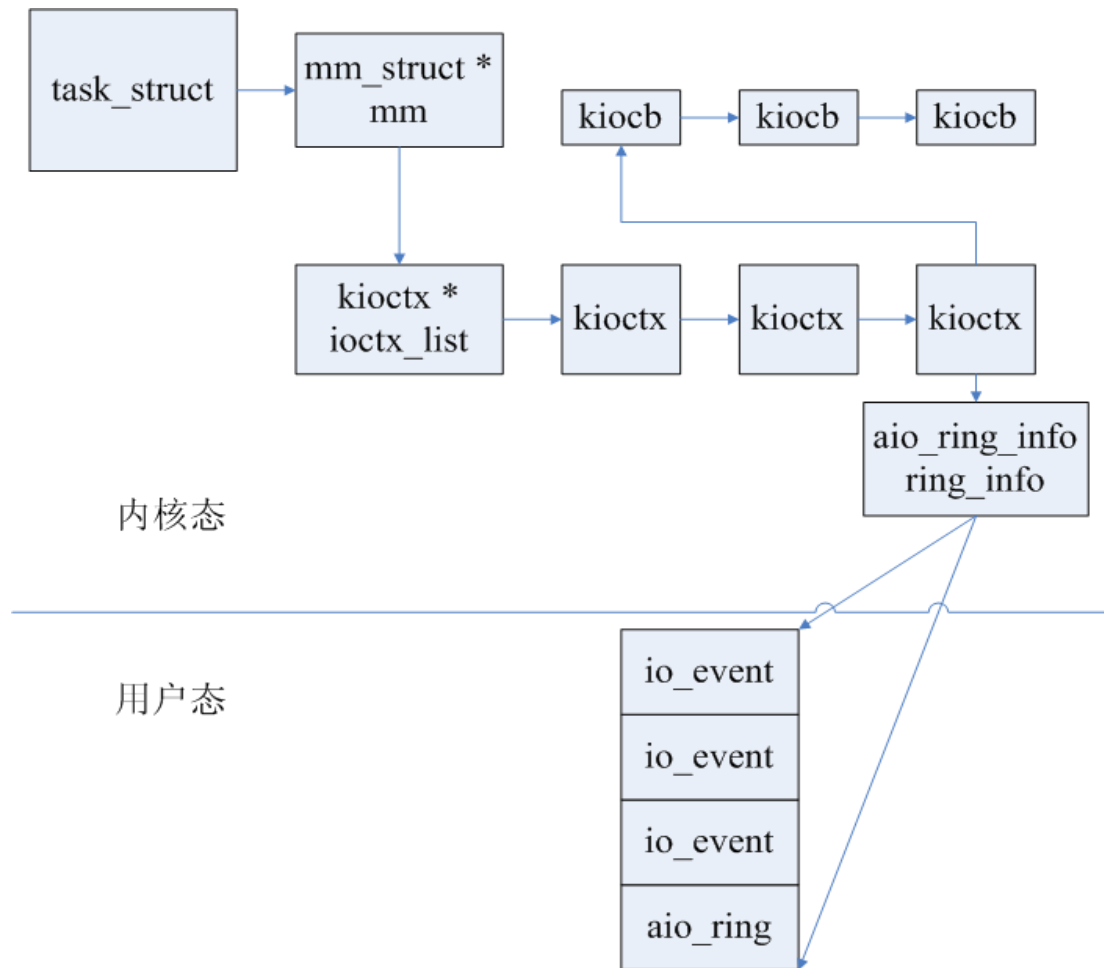 task_struct
mm_struct *
mm
kiocb
kiocb
kiocb
kioctx *
ioctx_list
kioctx
kioctx
kioctx
aio_ring_info
ring_info
内核态
用户态
io_event
io_event
io_event
aio_ring